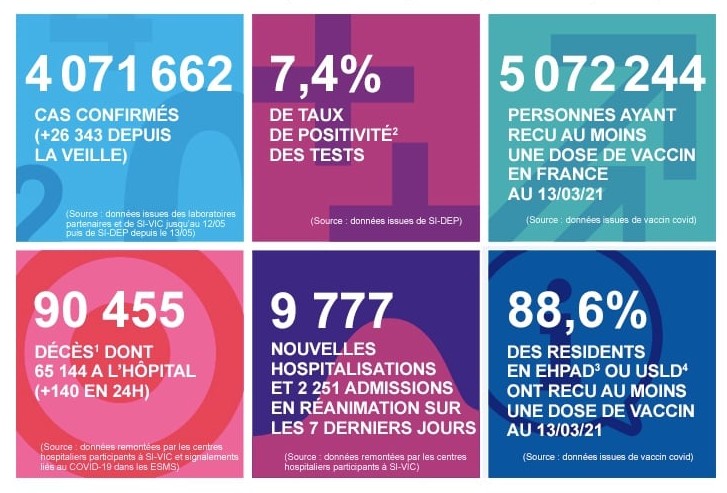 4 071 662
CAS CONFIRMÉS
(+26 343 DEPUIS
LA VEILLE)
(Source : données issues des laboratoires
partenaires et de SI-VIC jusqu'au 12/05
puis de SI-DEP depuis le 13/05)
7,4%
DE TAUX
DE POSITIVITÉ²
DES TESTS
(Source : données issues de SI-DEP)
5 072 244
PERSONNES AYANT
RECU AU MOINS
UNE DOSE DE VACCIN
EN FRANCE
AU 13/03/21
(Source : données issues de vaccin covid)
90 455
DÉCÈS¹ DONT
65 144 A L'HÔPITAL
(+140 EN 24H)
(Source : données remontées par les centres
hospitaliers participants à SI-VIC et signalements
liés au COVID-19 dans les ESMS)
9 777
NOUVELLES
HOSPITALISATIONS
ET 2 251 ADMISSIONS
EN RÉANIMATION SUR
LES 7 DERNIERS JOURS
(Source : données remontées par les centres
hospitaliers participants à SI-VIC)
88,6%
DES RESIDENTS
EN EHPAD³ OU USLD⁴
ONT RECU AU MOINS
UNE DOSE DE VACCIN
AU 13/03/21
(Source : données issues de vaccin covid)